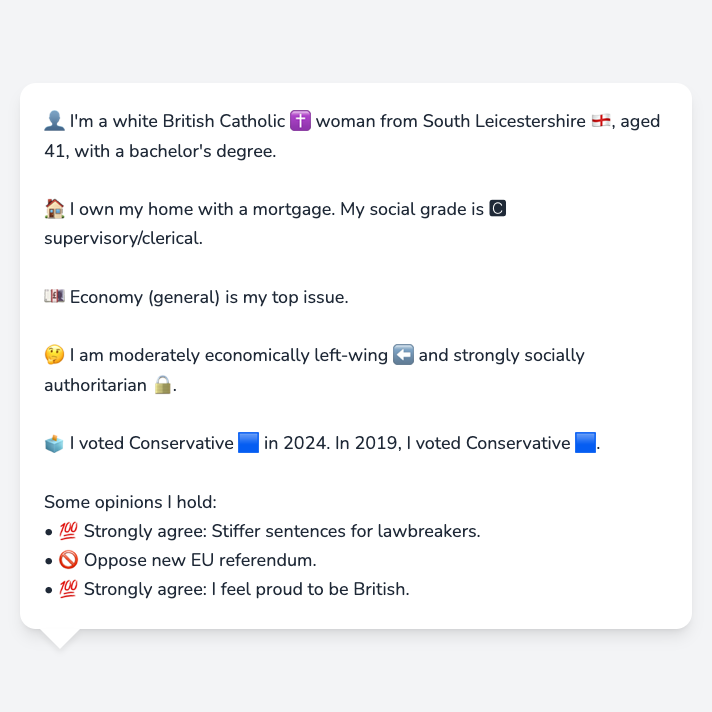 👤 I'm a white British Catholic ✝️ woman from South Leicestershire 🏴󠁧󠁢󠁥󠁮󠁧󠁿, aged
41, with a bachelor's degree.
🏠 I own my home with a mortgage. My social grade is 🅲
supervisory/clerical.
💷 Economy (general) is my top issue.
🤔 I am moderately economically left-wing ⬅️ and strongly socially
authoritarian 🔒.
🗳️ I voted Conservative 🟦 in 2024. In 2019, I voted Conservative 🟦.
Some opinions I hold:
• 💯 Strongly agree: Stiffer sentences for lawbreakers.
• 🚫 Oppose new EU referendum.
• 💯 Strongly agree: I feel proud to be British.